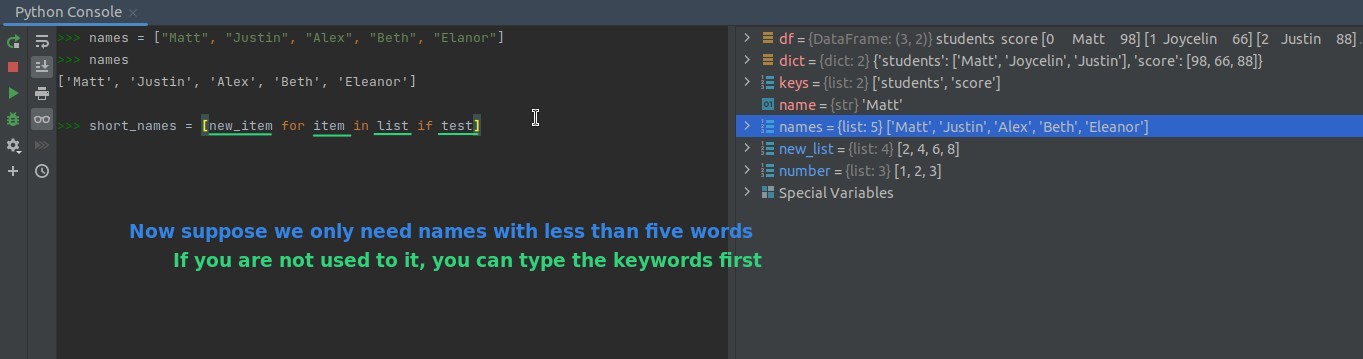 Python Console ×
>>> names = ["Matt", "Justin", "Alex", "Beth", "Elanor"]
>>> names
['Matt', 'Justin', 'Alex', 'Beth', 'Eleanor']
>>> short_names = [new_item for item in list if test]
Now suppose we only need names with less than five words
If you are not used to it, you can type the keywords first
df = {DataFrame: (3, 2)} students score [0 Matt 98] [1 Joycelin 66] [2 Justin 88]
dict = {dict: 2} {'students': ['Matt', 'Joycelin', 'Justin'], 'score': [98, 66, 88]}
keys = {list: 2} ['students', 'score']
name = {str} 'Matt'
names = {list: 5} ['Matt', 'Justin', 'Alex', 'Beth', 'Eleanor']
new_list = {list: 4} [2, 4, 6, 8]
number = {list: 3} [1, 2, 3]
Special Variables